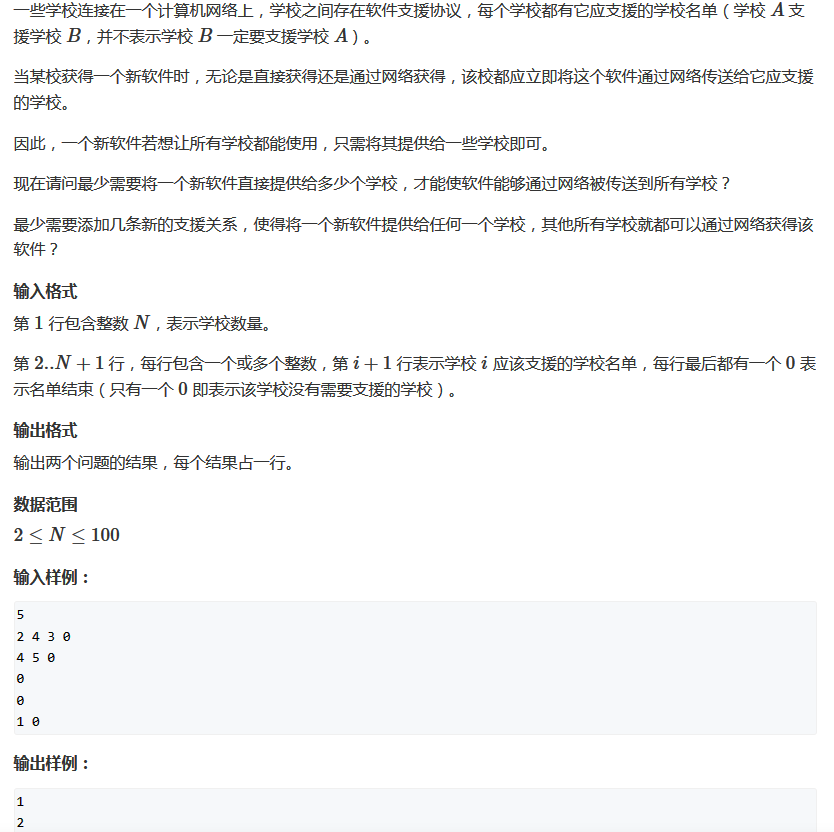 一些学校连接在一个计算机网络上，学校之间存在软件支援协议，每个学校都有它应支援的学校名单（学校 A 支
援学校 B，并不表示学校 B 一定要支援学校 A）。
当某校获得一个新软件时，无论是直接获得还是通过网络获得，该校都应立即将这个软件通过网络传送给它应支援
的学校。
因此，一个新软件若想让所有学校都能使用，只需将其提供给一些学校即可。
现在请问最少需要将一个新软件直接提供给多少个学校，才能使软件能够通过网络被传送到所有学校？
最少需要添加几条新的支援关系，使得将一个新软件提供给任何一个学校，其他所有学校就都可以通过网络获得该
软件？
输入格式
第 1 行包含整数 N，表示学校数量。
第 2..N + 1 行，每行包含一个或多个整数，第 i + 1 行表示学校 i 应该支援的学校名单，每行最后都有一个 0 表
示名单结束（只有一个 0 即表示该学校没有需要支援的学校）。
输出格式
输出两个问题的结果，每个结果占一行。
数据范围
2 ≤ N ≤ 100
输入样例：
5
2 4 3 0
4 5 0
0
0
1 0
输出样例：
1
2